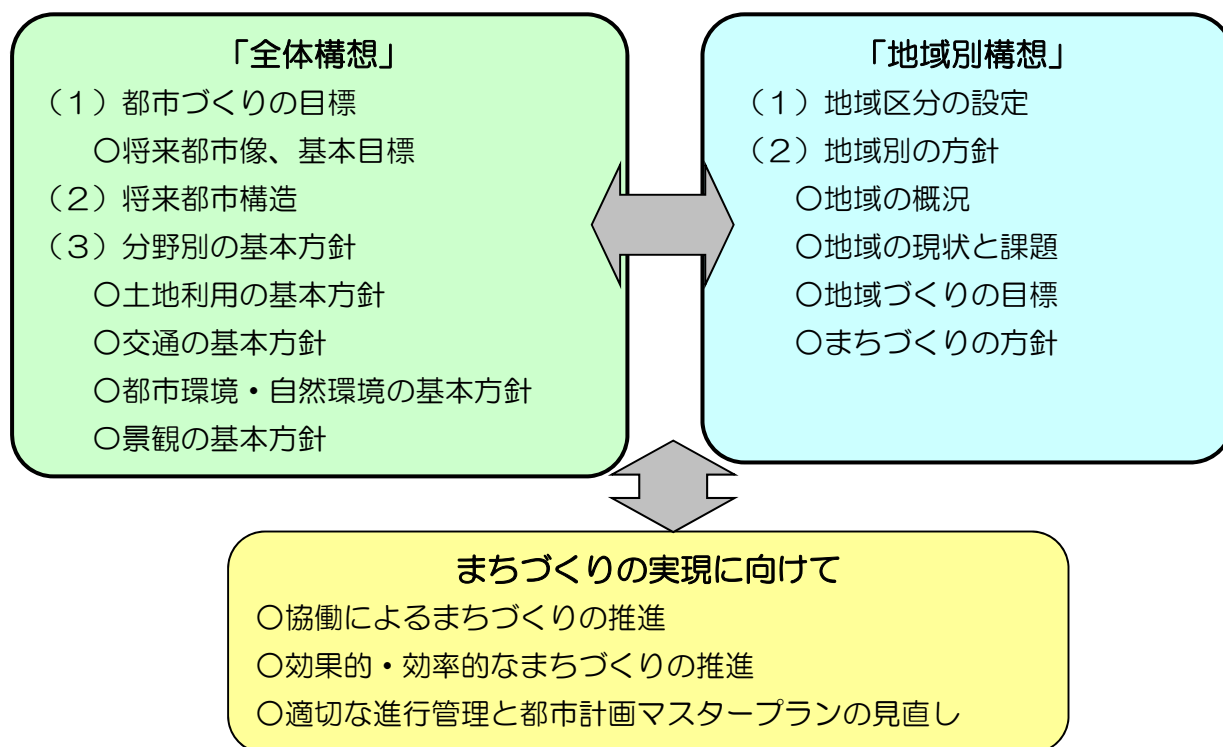 「全体構想」
（１）都市づくりの目標
〇将来都市像、基本目標
（２）将来都市構造
（３）分野別の基本方針
〇土地利用の基本方針
〇交通の基本方針
〇都市環境・自然環境の基本方針
〇景観の基本方針
「地域別構想」
（１）地域区分の設定
（２）地域別の方針
〇地域の概況
〇地域の現状と課題
〇地域づくりの目標
〇まちづくりの方針
まちづくりの実現に向けて
〇協働によるまちづくりの推進
〇効果的・効率的なまちづくりの推進
〇適切な進行管理と都市計画マスタープランの見直し